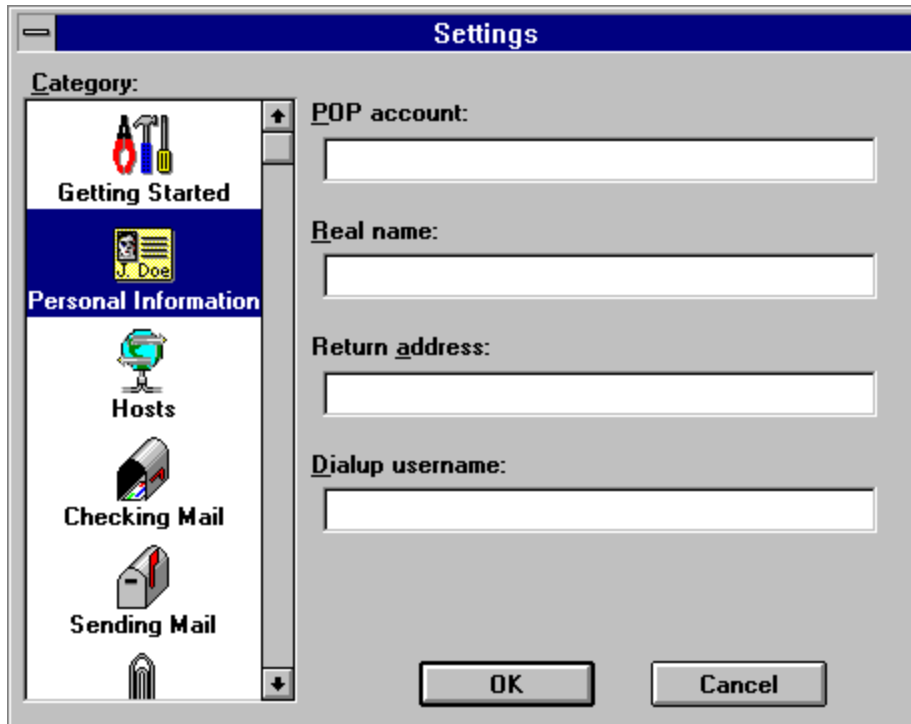 Settings
Category:
Getting Started
J. Doe
Personal Information
Hosts
Checking Mail
Sending Mail
POP account:
Real name:
Return address:
Dialup username:
OK
Cancel